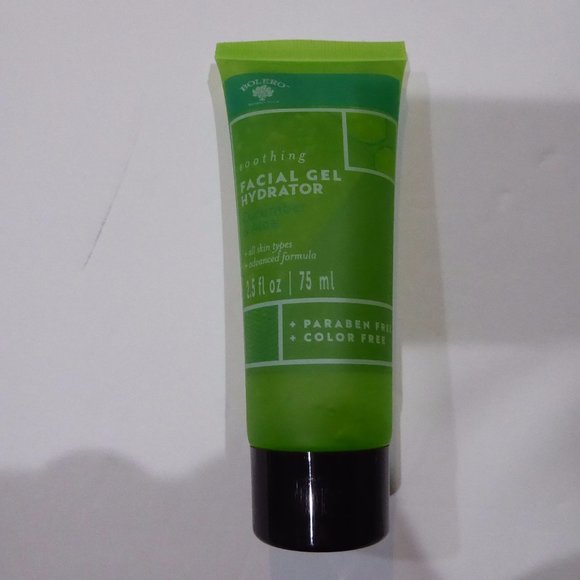 BOLERO
soothing
FACIAL GEL
HYDRATOR
Cucumber
+ all skin types
+ advanced formula
2.5 fl oz | 75 ml
+ PARABEN FREE
+ COLOR FREE